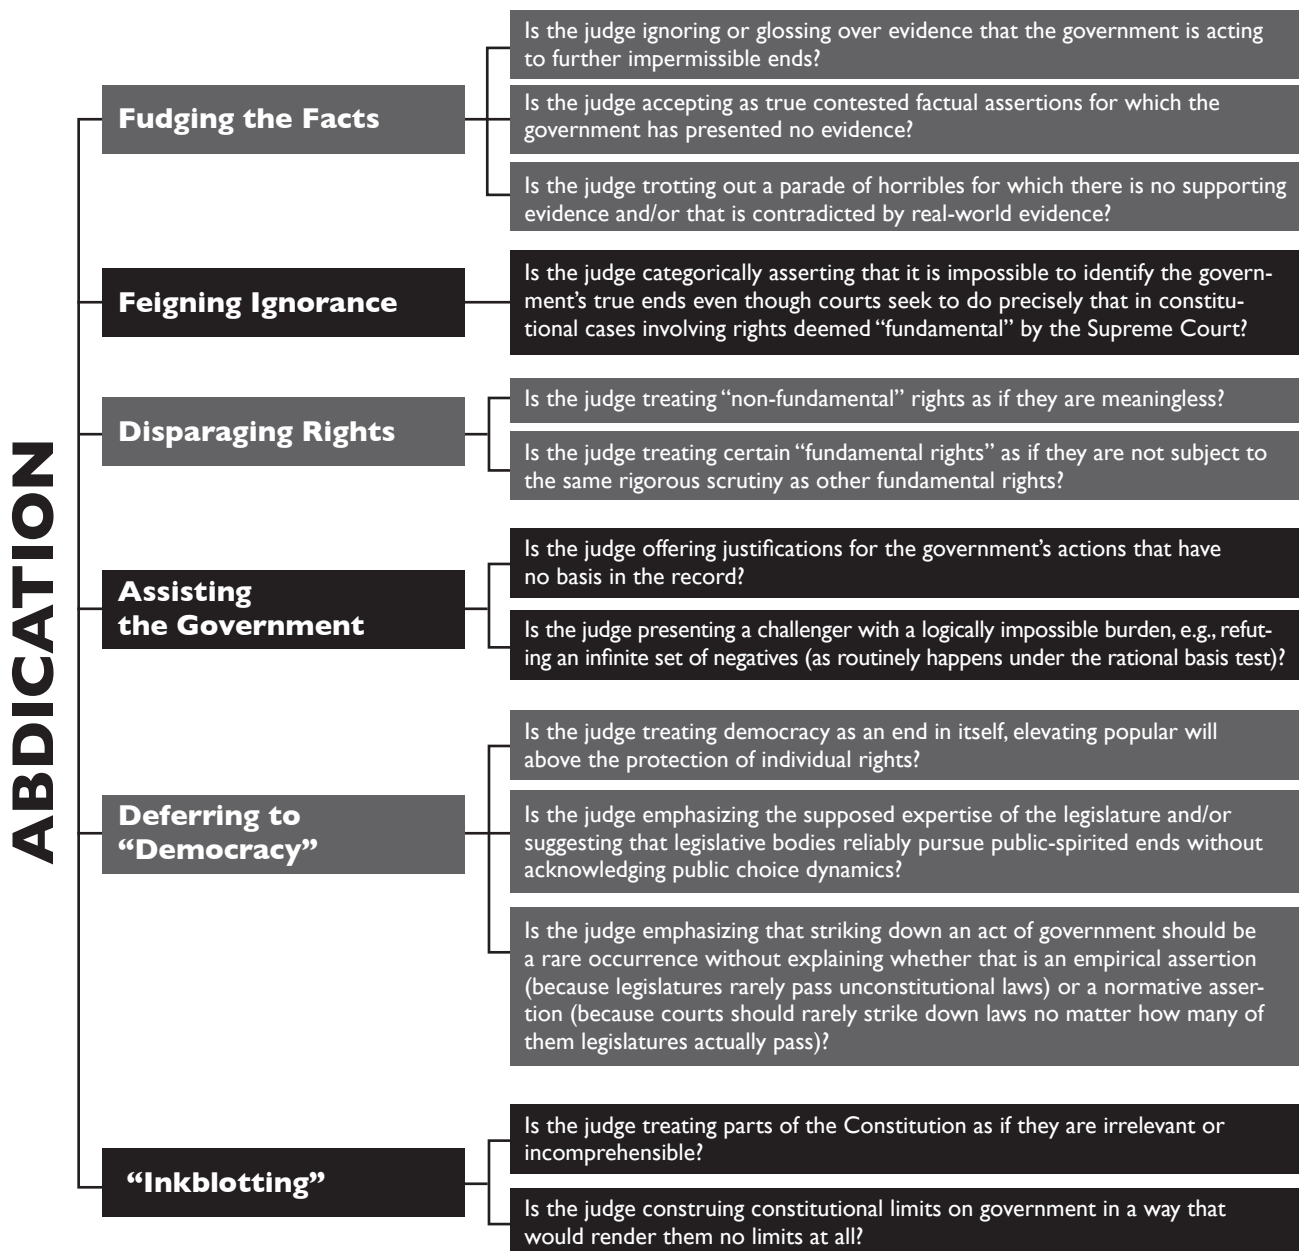 ABDICATION
Fudging the Facts
Is the judge ignoring or glossing over evidence that the government is acting
to further impermissible ends?
Is the judge accepting as true contested factual assertions for which the
government has presented no evidence?
Is the judge trotting out a parade of horribles for which there is no supporting
evidence and/or that is contradicted by real-world evidence?
Feigning Ignorance
Is the judge categorically asserting that it is impossible to identify the govern-
ment’s true ends even though courts seek to do precisely that in constitu-
tional cases involving rights deemed “fundamental” by the Supreme Court?
Disparaging Rights
Is the judge treating “non-fundamental” rights as if they are meaningless?
Is the judge treating certain “fundamental rights” as if they are not subject to
the same rigorous scrutiny as other fundamental rights?
Assisting
the Government
Is the judge offering justifications for the government’s actions that have
no basis in the record?
Is the judge presenting a challenger with a logically impossible burden, e.g., refut-
ing an infinite set of negatives (as routinely happens under the rational basis test)?
Deferring to
“Democracy”
Is the judge treating democracy as an end in itself, elevating popular will
above the protection of individual rights?
Is the judge emphasizing the supposed expertise of the legislature and/or
suggesting that legislative bodies reliably pursue public-spirited ends without
acknowledging public choice dynamics?
Is the judge emphasizing that striking down an act of government should be
a rare occurrence without explaining whether that is an empirical assertion
(because legislatures rarely pass unconstitutional laws) or a normative asser-
tion (because courts should rarely strike down laws no matter how many of
them legislatures actually pass)?
“Inkblotting”
Is the judge treating parts of the Constitution as if they are irrelevant or
incomprehensible?
Is the judge construing constitutional limits on government in a way that
would render them no limits at all?